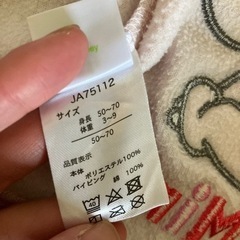 JA75112
サイズ
身長 50~70
体重 3~9
50~70
品質表示
本体 ポリエステル100%
パイピング 綿 100%
40